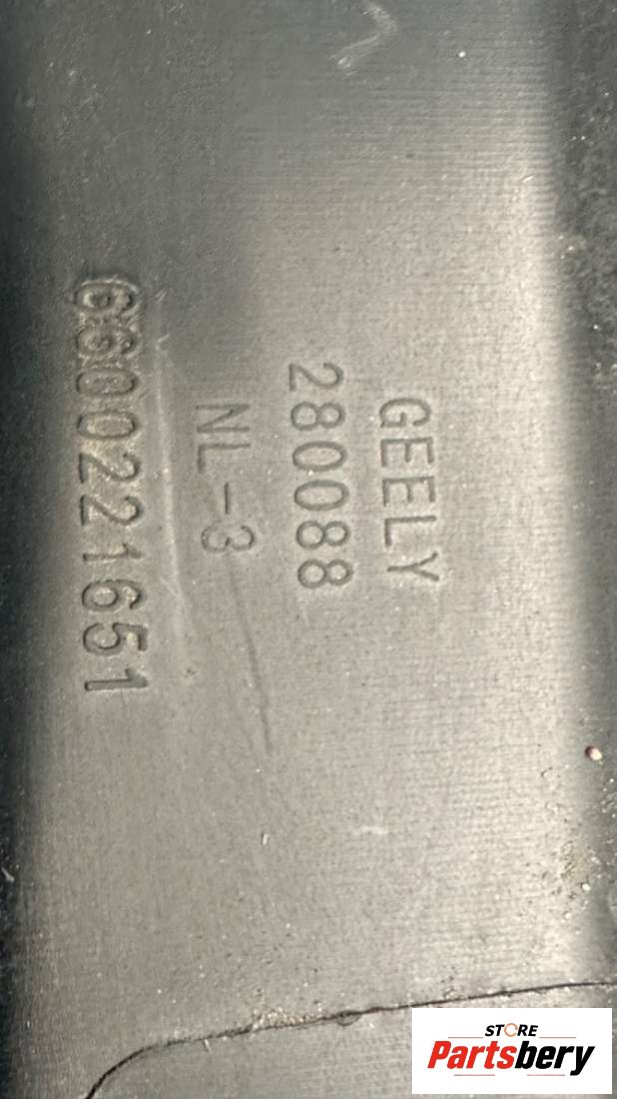 GEELY
280088
NL-3
6600221651
STORE
Partsbery